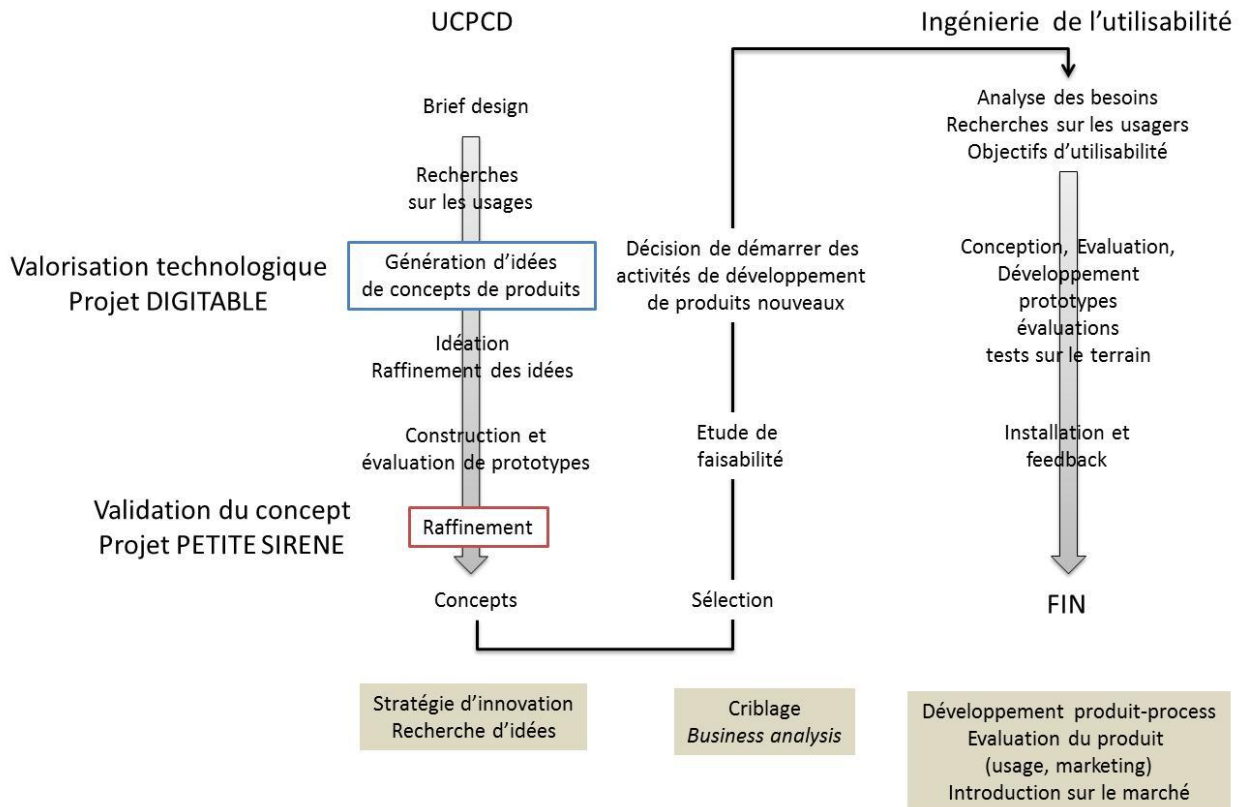 UCPCD
Ingénierie de l'utilisabilité
Brief design
Recherches
sur les usages
Valorisation technologique
Projet DIGITABLE
Génération d'idées
de concepts de produits
Idéation
Raffinement des idées
Construction et
évaluation de prototypes
Validation du concept
Projet PETITE SIRENE
Raffinement
Concepts
Sélection
Etude de
faisabilité
Décision de démarrer des
activités de développement
de produits nouveaux
Analyse des besoins
Recherches sur les usagers
Objectifs d'utilisabilité
Conception, Evaluation,
Développement
prototypes
évaluations
tests sur le terrain
Installation et
feedback
FIN
Stratégie d'innovation
Recherche d'idées
Criblage
Business analysis
Développement produit-process
Evaluation du produit
(usage, marketing)
Introduction sur le marché